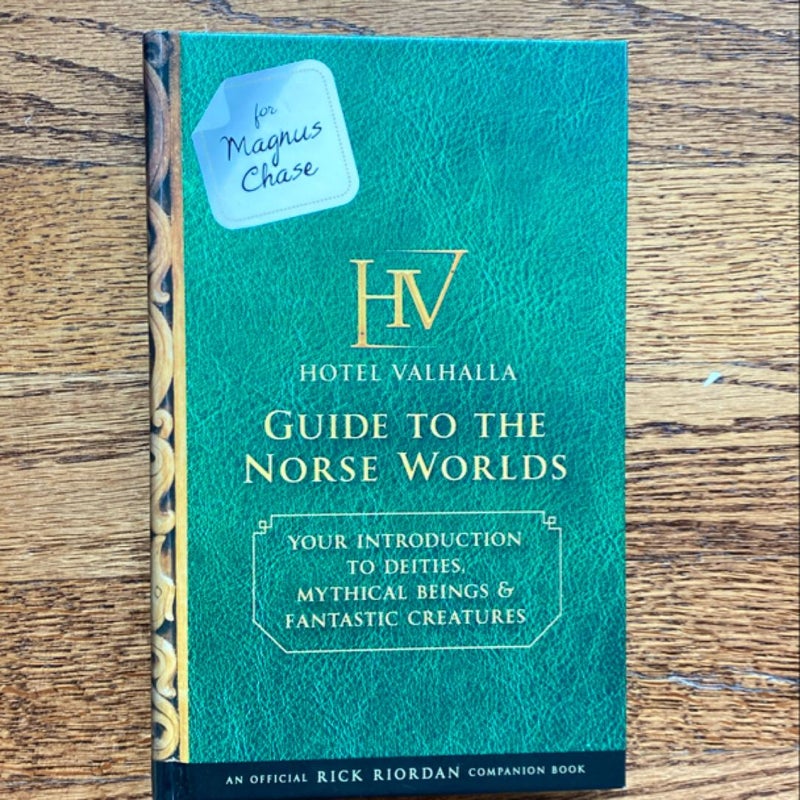 for
Magnus
Chase
HV
HOTEL VALHALLA
GUIDE TO THE
NORSE WORLDS
YOUR INTRODUCTION
TO DEITIES,
MYTHICAL BEINGS &
FANTASTIC CREATURES
AN OFFICIAL RICK RIORDAN COMPANION BOOK